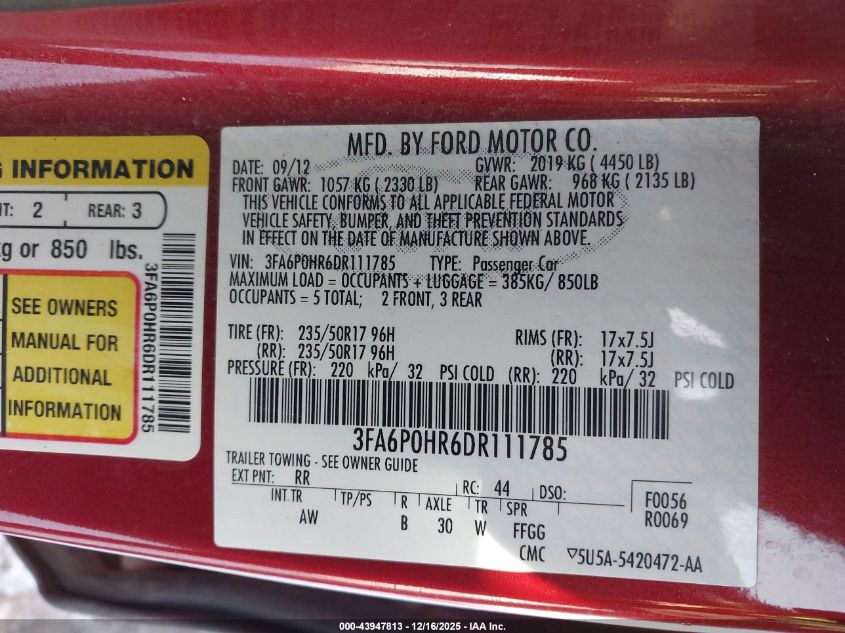 G INFORMATION
NT: 2 REAR: 3
kg or 850 lbs.
SEE OWNERS
MANUAL FOR
ADDITIONAL
INFORMATION
3FA6P0HR6DR111785
MFD. BY FORD MOTOR CO.
DATE: 09/12 GVWR: 2019 KG ( 4450 LB)
FRONT GAWR: 1057 KG ( 2330 LB) REAR GAWR: 968 KG ( 2135 LB)
THIS VEHICLE CONFORMS TO ALL APPLICABLE FEDERAL MOTOR
VEHICLE SAFETY, BUMPER, AND THEFT PREVENTION STANDARDS
IN EFFECT ON THE DATE OF MANUFACTURE SHOWN ABOVE.
VIN: 3FA6P0HR6DR111785 TYPE: Passenger Car
MAXIMUM LOAD = OCCUPANTS + LUGGAGE = 385KG/ 850LB
OCCUPANTS = 5 TOTAL; 2 FRONT, 3 REAR
TIRE (FR): 235/50R17 96H RIMS (FR): 17x7.5J
(RR): 235/50R17 96H (RR): 17x7.5J
PRESSURE (FR): 220 kPa/ 32 PSI COLD (RR): 220 kPa/ 32 PSI COLD
3FA6P0HR6DR111785
TRAILER TOWING - SEE OWNER GUIDE
EXT PNT: RR RC: 44 DSO: F0056
R0069
INT.TR TP/PS R AXLE TR SPR
AW B 30 W FFGG
CMC ▽5U5A-5420472-AA
000-43947813 - 12/16/2025 - IAA Inc.